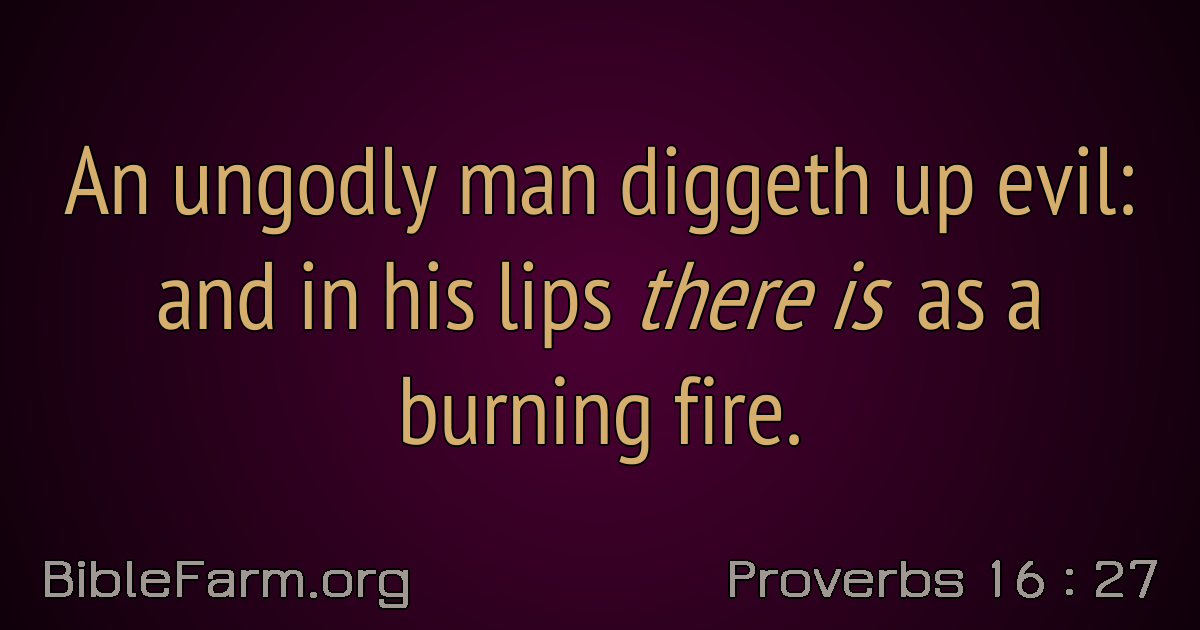 An ungodly man diggeth up evil:
and in his lips there is as a
burning fire.
BibleFarm.org
Proverbs 16 : 27